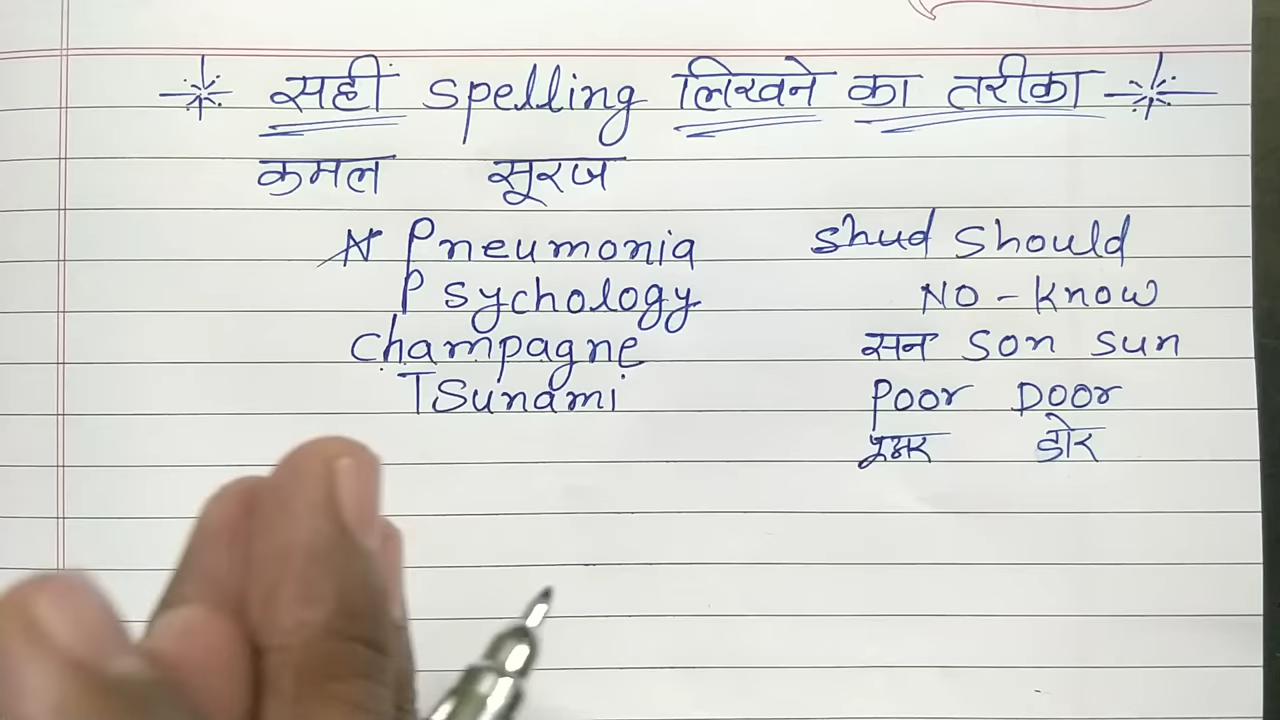 सही spelling लिखने का तरीका
कमल सूरज
N Pneumonia shud should
Psychology NO - know
champagne सन son sun
Tsunami Poor Door
पूअर डोर